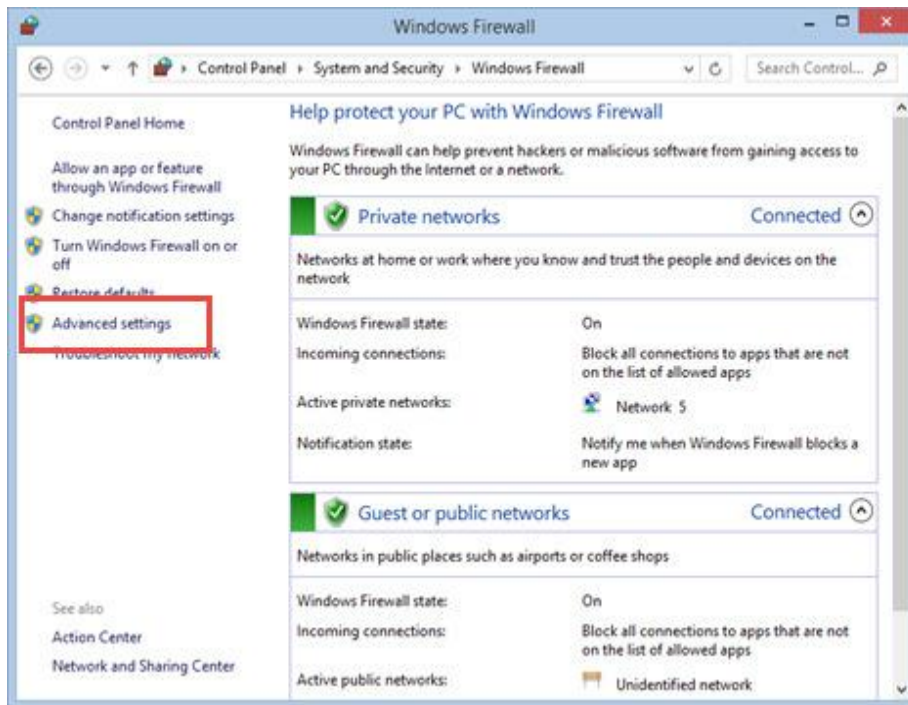 Windows Firewall
Control Panel
System and Security
Windows Firewall
Search Control...
Control Panel Home
Allow an app or feature
through Windows Firewall
Change notification settings
Turn Windows Firewall on or
off
Restore defaults
Advanced settings
Troubleshoot my network
See also
Action Center
Network and Sharing Center
Help protect your PC with Windows Firewall
Windows Firewall can help prevent hackers or malicious software from gaining access to
your PC through the Internet or a network.
Private networks
Connected
Networks at home or work where you know and trust the people and devices on the
network
Windows Firewall state:
On
Incoming connections:
Block all connections to apps that are not
on the list of allowed apps
Active private networks:
Network 5
Notification state:
Notify me when Windows Firewall blocks a
new app
Guest or public networks
Connected
Networks in public places such as airports or coffee shops
Windows Firewall state:
On
Incoming connections:
Block all connections to apps that are not
on the list of allowed apps
Active public networks:
Unidentified network